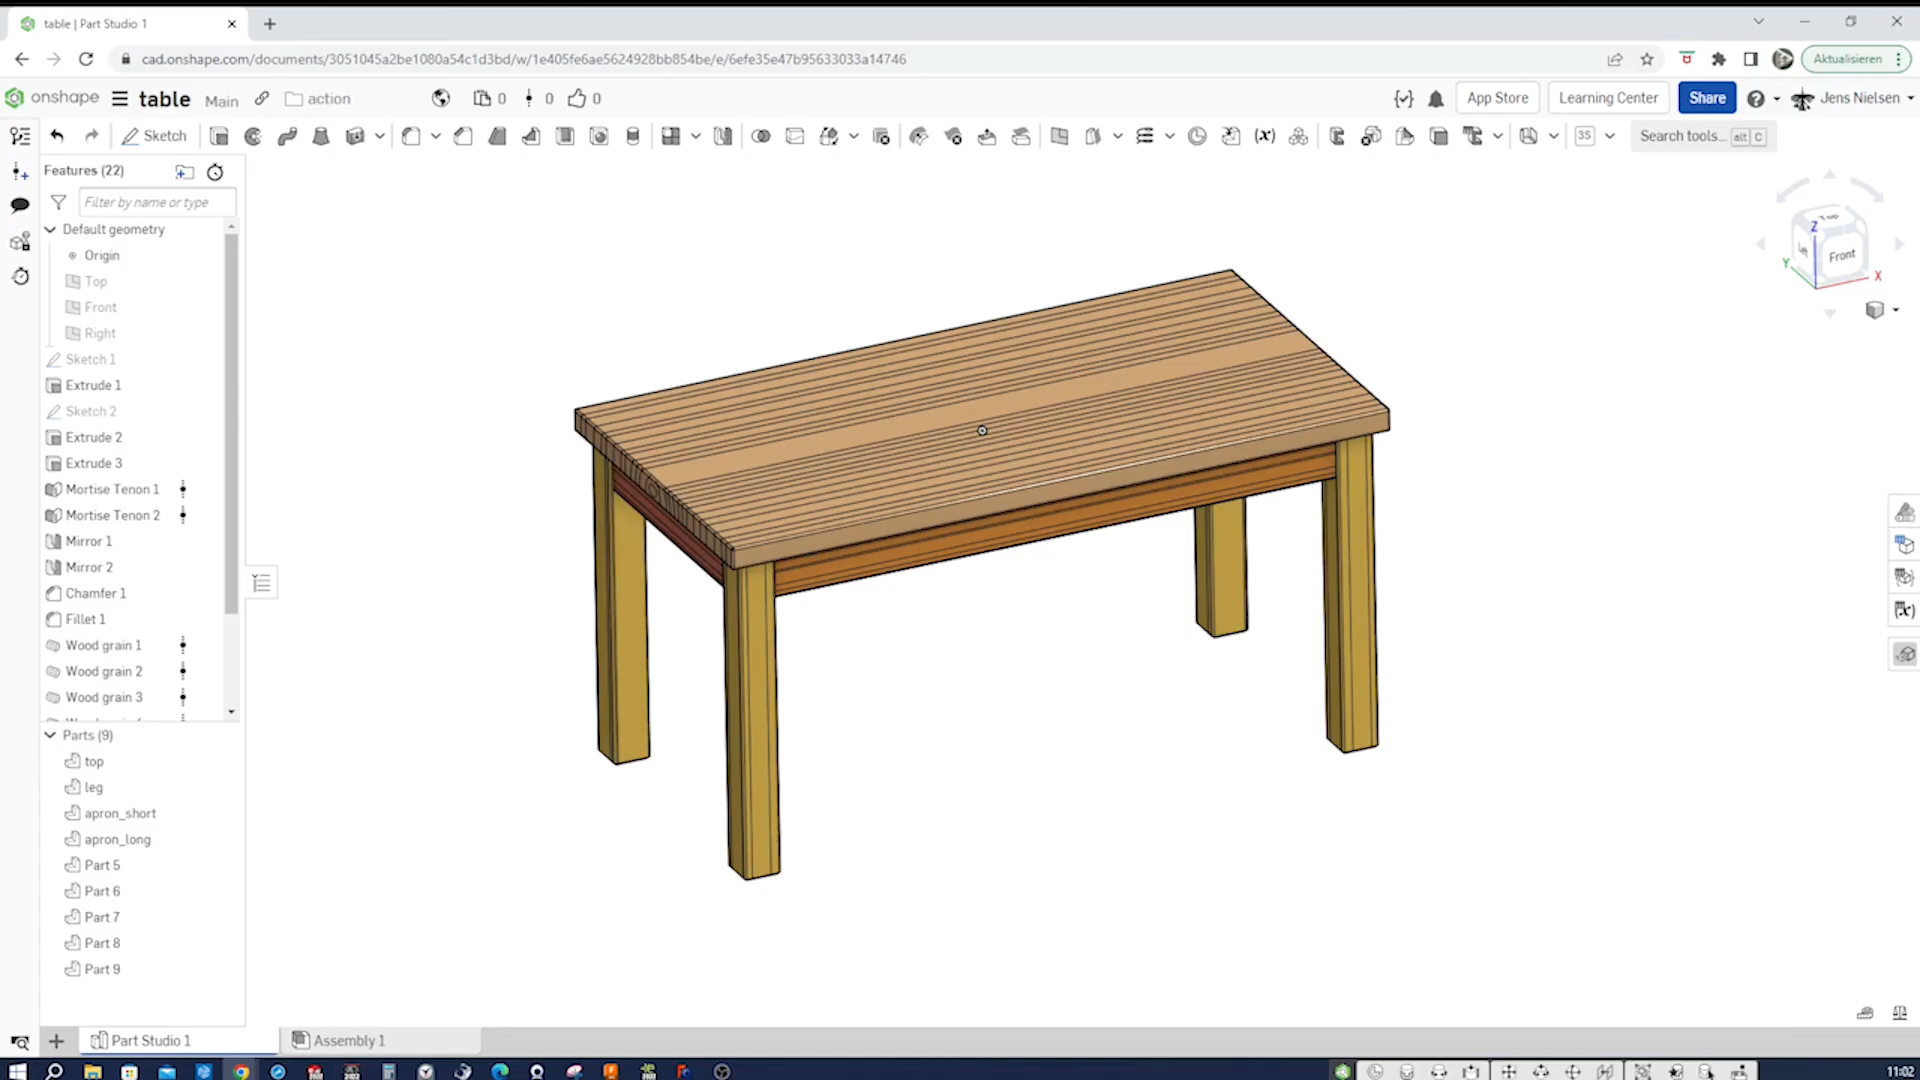 table | Part Studio 1
cad.onshape.com/documents/3051045a2be1080a54c1d3bd/w/1e405fe6ae5624928bb854be/e/6efe35e47b95633033a14746
Aktualisieren
onshape table Main action 0 0 0 App Store Learning Center Share Jens Nielsen
Sketch (x) 3S Search tools... alt C
Features (22)
Filter by name or type
Default geometry
Origin
Top
Front
Right
Sketch 1
Extrude 1
Sketch 2
Extrude 2
Extrude 3
Mortise Tenon 1
Mortise Tenon 2
Mirror 1
Mirror 2
Chamfer 1
Fillet 1
Wood grain 1
Wood grain 2
Wood grain 3
Parts (9)
top
leg
apron_short
apron_long
Part 5
Part 6
Part 7
Part 8
Part 9
Top
Z
Front
Y
X
(x)
Part Studio 1
Assembly 1
11:02